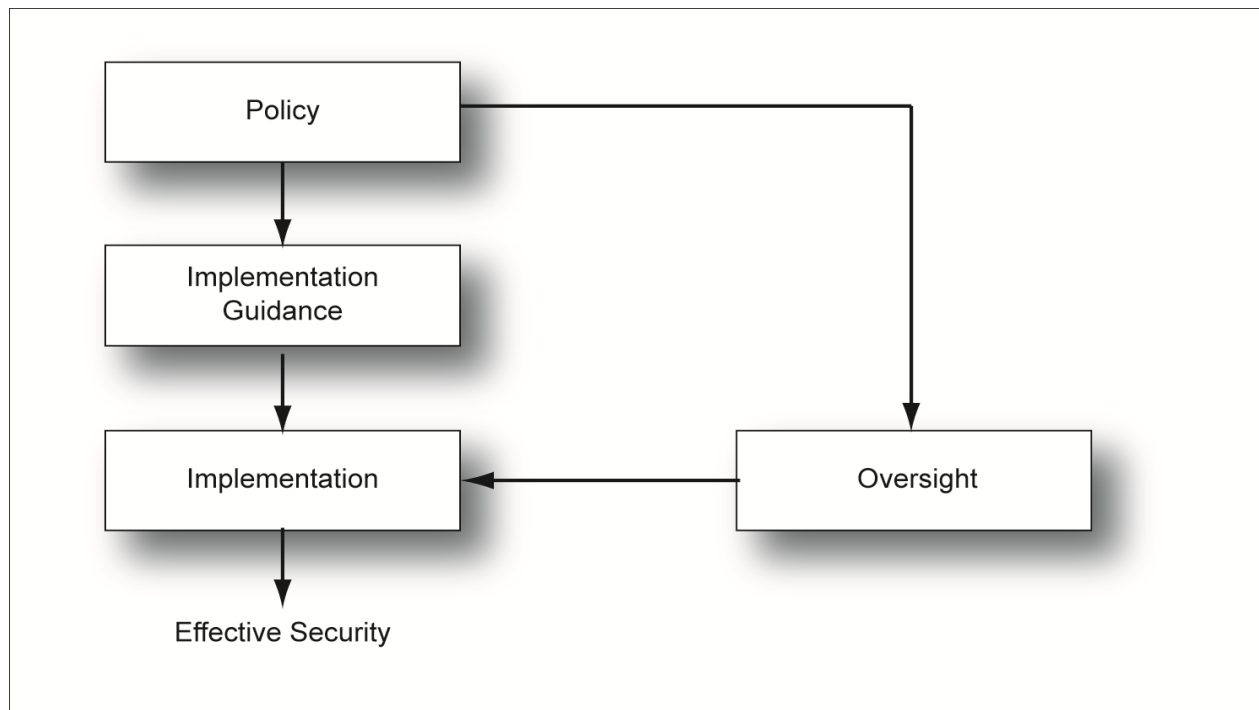 Policy
Implementation
Guidance
Implementation
Oversight
Effective Security